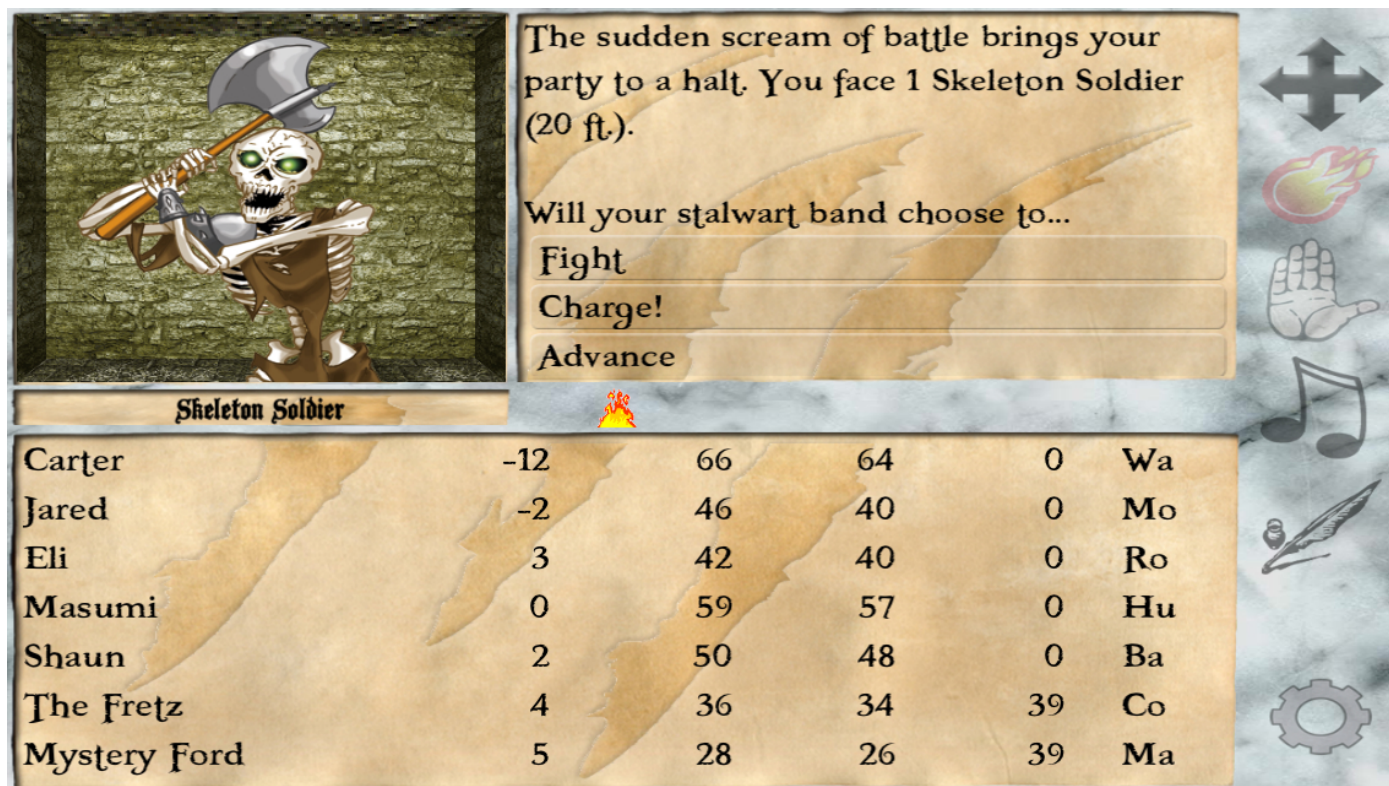 The sudden scream of battle brings your
party to a halt. You face 1 Skeleton Soldier
(20 ft.).
Will your stalwart band choose to...
Fight
Charge!
Advance
Skeleton Soldier
Carter -12 66 64 0 Wa
Jared -2 46 40 0 Mo
Eli 3 42 40 0 Ro
Masumi 0 59 57 0 Hu
Shaun 2 50 48 0 Ba
The Fretz 4 36 34 39 Co
Mystery Ford 5 28 26 39 Ma